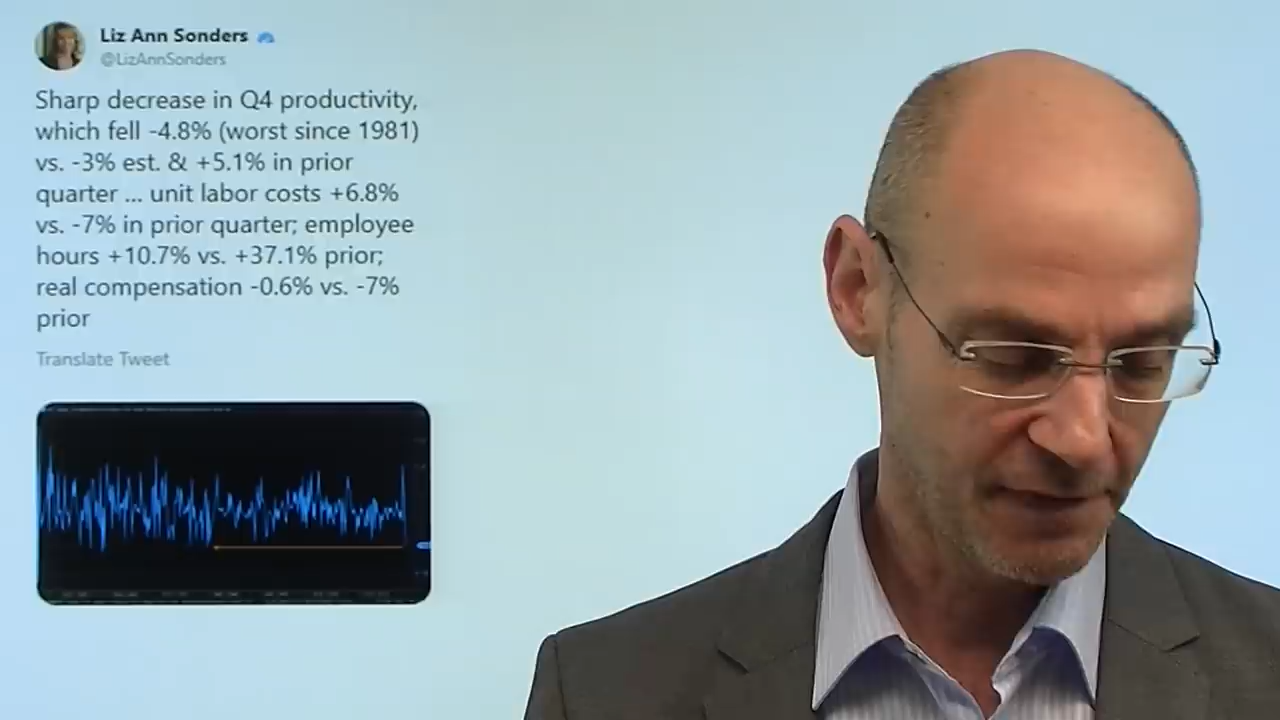 Liz Ann Sonders
@LizAnnSonders
Sharp decrease in Q4 productivity,
which fell -4.8% (worst since 1981)
vs. -3% est. & +5.1% in prior
quarter ... unit labor costs +6.8%
vs. -7% in prior quarter; employee
hours +10.7% vs. +37.1% prior;
real compensation -0.6% vs. -7%
prior
Translate Tweet